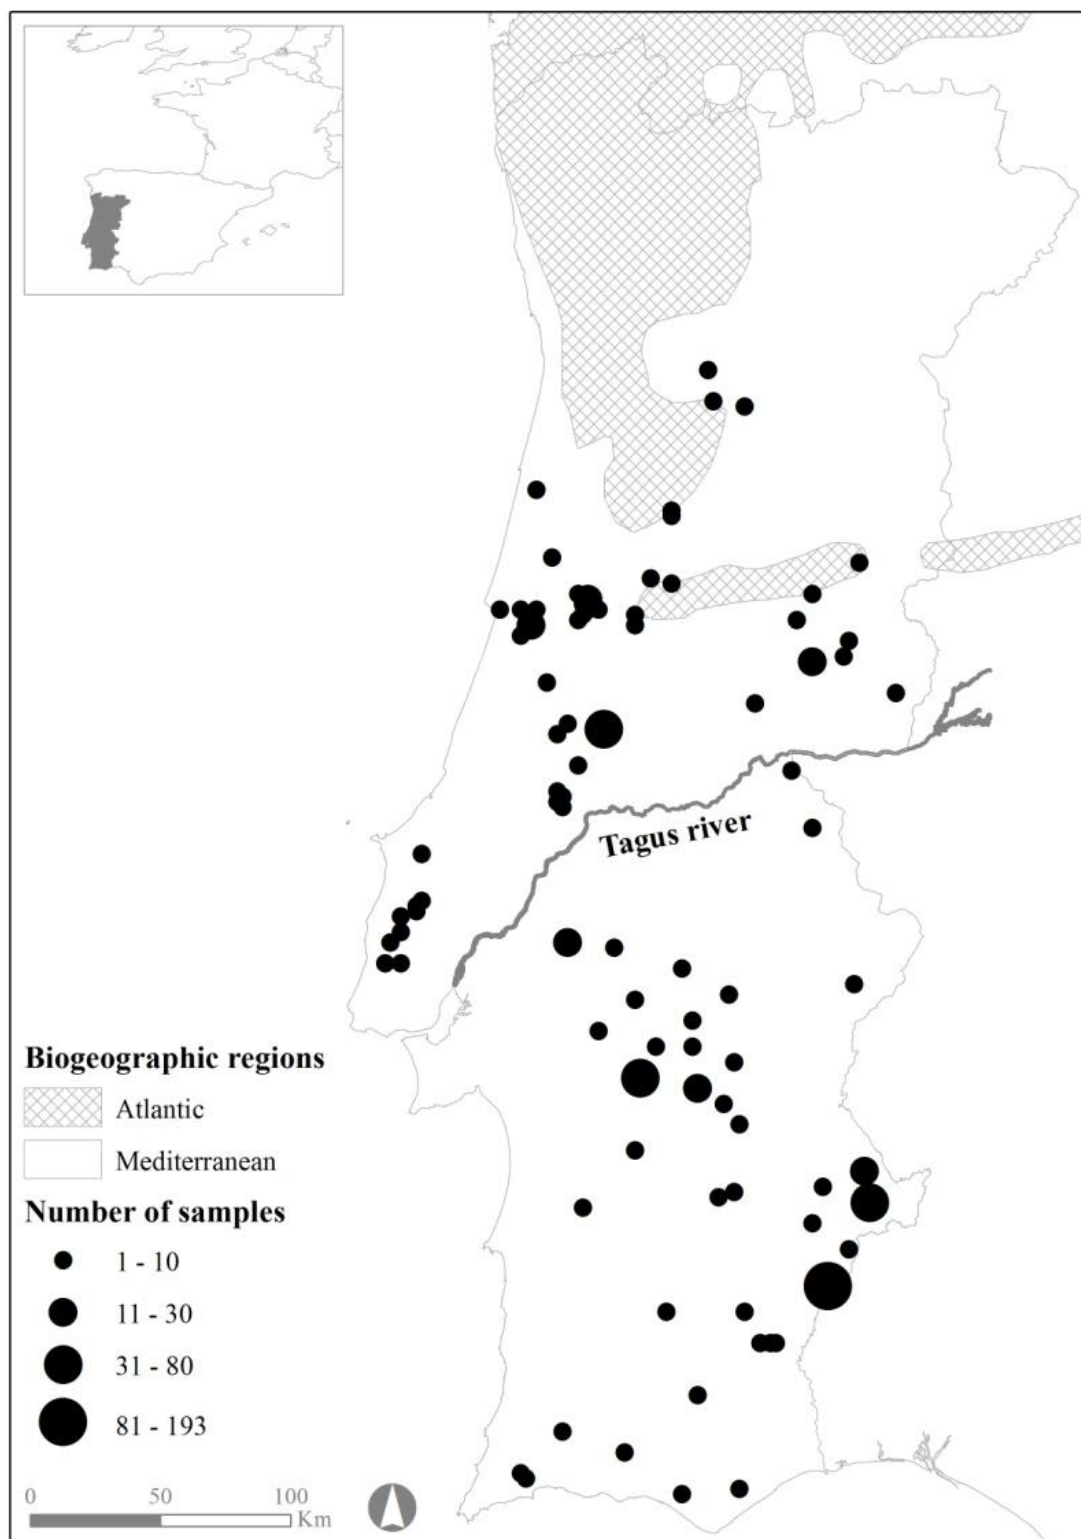 Tagus river
Biogeographic regions
Atlantic
Mediterranean
Number of samples
1 - 10
11 - 30
31 - 80
81 - 193
0 50 100
Km